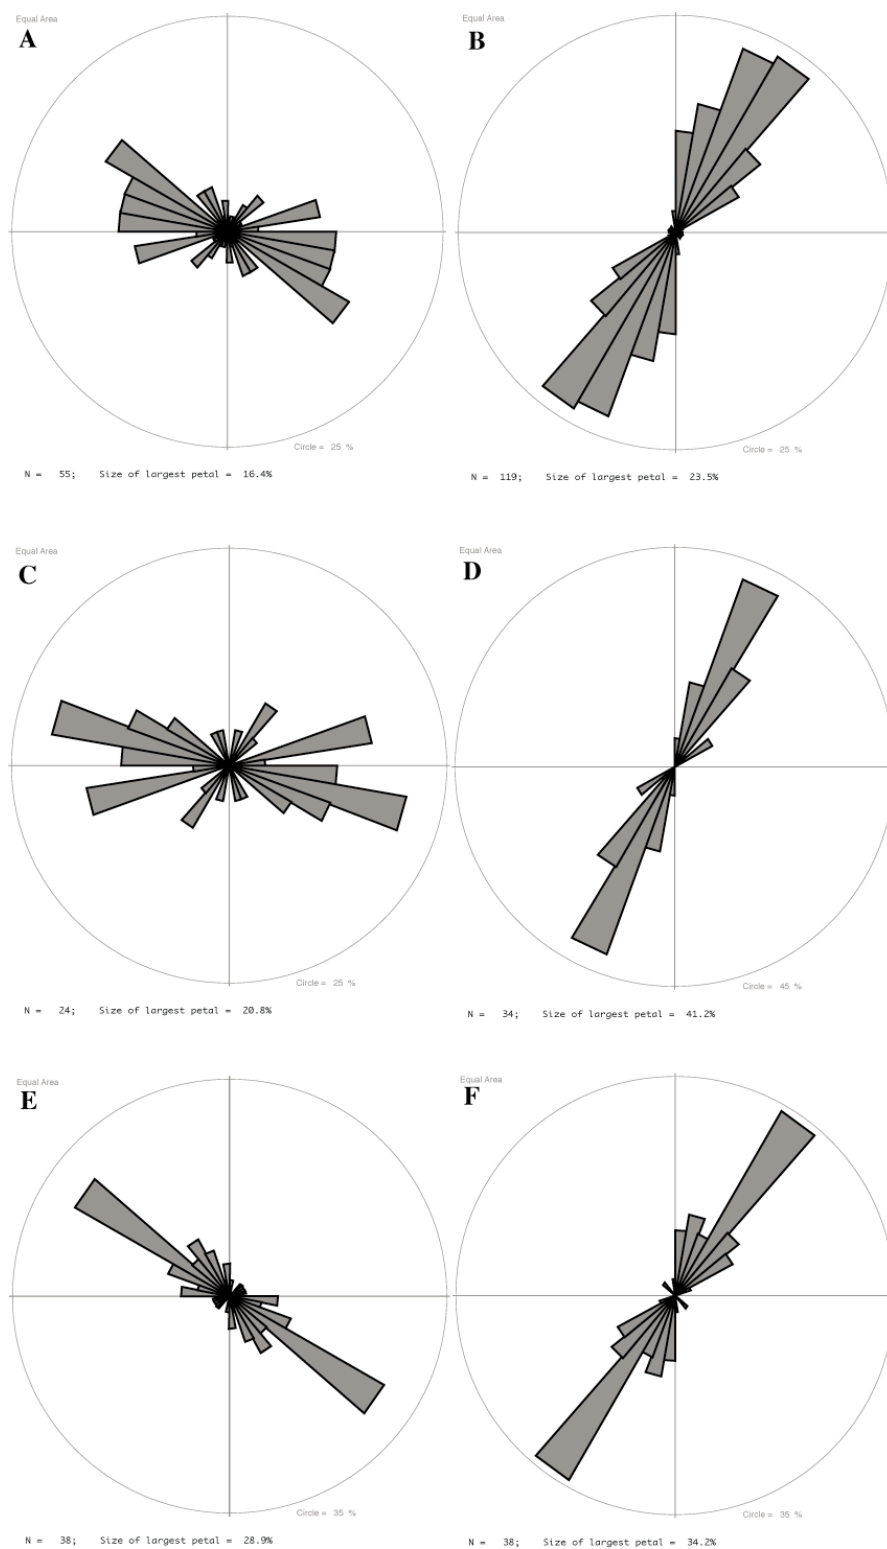 Equal Area
A
Circle = 25 %
N = 55; Size of largest petal = 16.4%
Equal Area
B
Circle = 25 %
N = 119; Size of largest petal = 23.5%
Equal Area
C
Circle = 25 %
N = 24; Size of largest petal = 20.8%
Equal Area
D
Circle = 45 %
N = 34; Size of largest petal = 41.2%
Equal Area
E
Circle = 35 %
N = 38; Size of largest petal = 28.9%
Equal Area
F
Circle = 35 %
N = 38; Size of largest petal = 34.2%